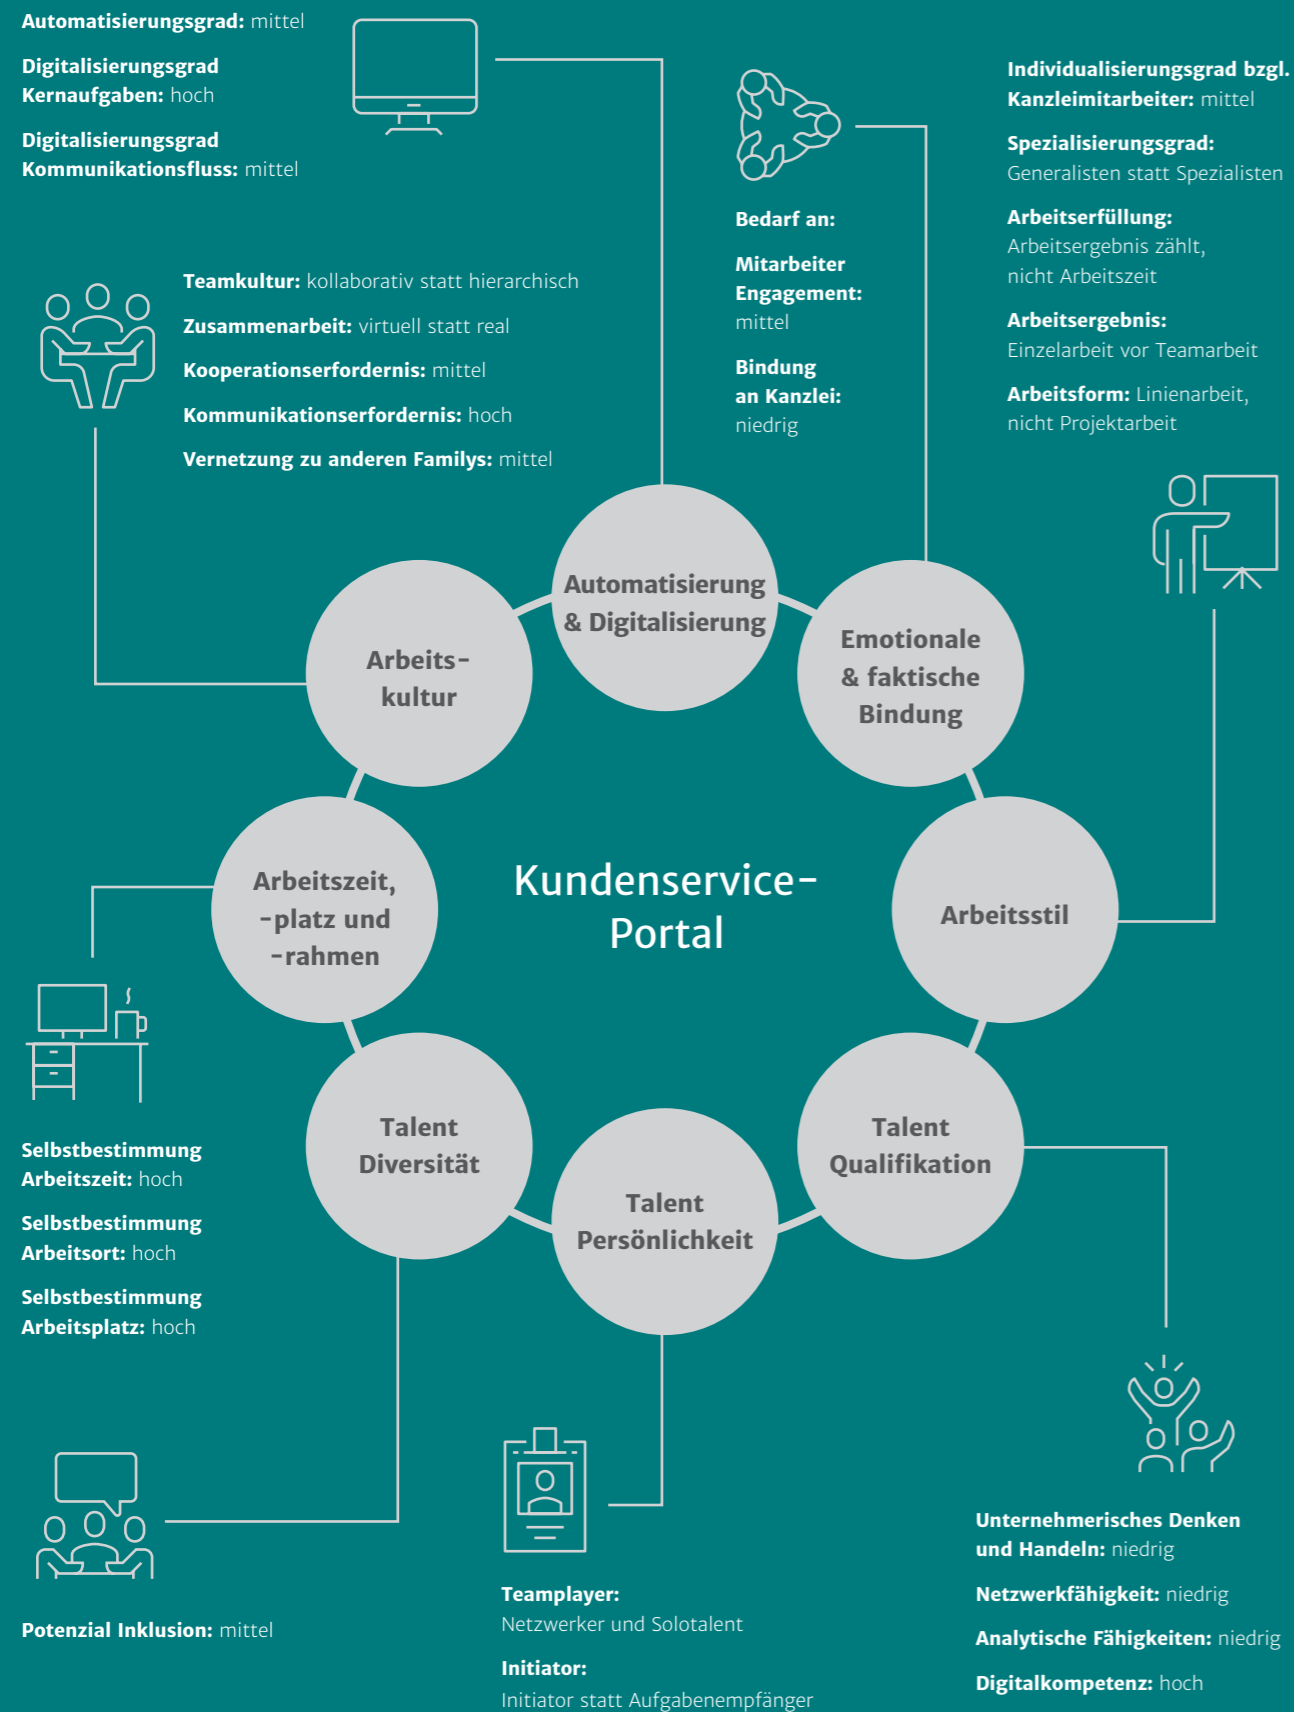 Automatisierungsgrad: mittel
Digitalisierungsgrad
Kernaufgaben: hoch
Digitalisierungsgrad
Kommunikationsfluss: mittel
Individualisierungsgrad bzgl.
Kanzleimitarbeiter: mittel
Spezialisierungsgrad:
Generalisten statt Spezialisten
Arbeitserfüllung:
Arbeitsergebnis zählt,
nicht Arbeitszeit
Arbeitsergebnis:
Einzelarbeit vor Teamarbeit
Arbeitsform: Linienarbeit,
nicht Projektarbeit
Bedarf an:
Mitarbeiter
Engagement:
mittel
Bindung
an Kanzlei:
niedrig
Teamkultur: kollaborativ statt hierarchisch
Zusammenarbeit: virtuell statt real
Kooperationserfordernis: mittel
Kommunikationserfordernis: hoch
Vernetzung zu anderen Familys: mittel
Automatisierung
& Digitalisierung
Emotionale
& faktische
Bindung
Arbeits-
kultur
Arbeitszeit,
-platz und
-rahmen
Kundenservice-
Portal
Arbeitsstil
Talent
Diversität
Talent
Persönlichkeit
Talent
Qualifikation
Selbstbestimmung
Arbeitszeit: hoch
Selbstbestimmung
Arbeitsort: hoch
Selbstbestimmung
Arbeitsplatz: hoch
Potenzial Inklusion: mittel
Teamplayer:
Netzwerker und Solotalent
Initiator:
Initiator statt Aufgabenempfänger
Unternehmerisches Denken
und Handeln: niedrig
Netzwerkfähigkeit: niedrig
Analytische Fähigkeiten: niedrig
Digitalkompetenz: hoch